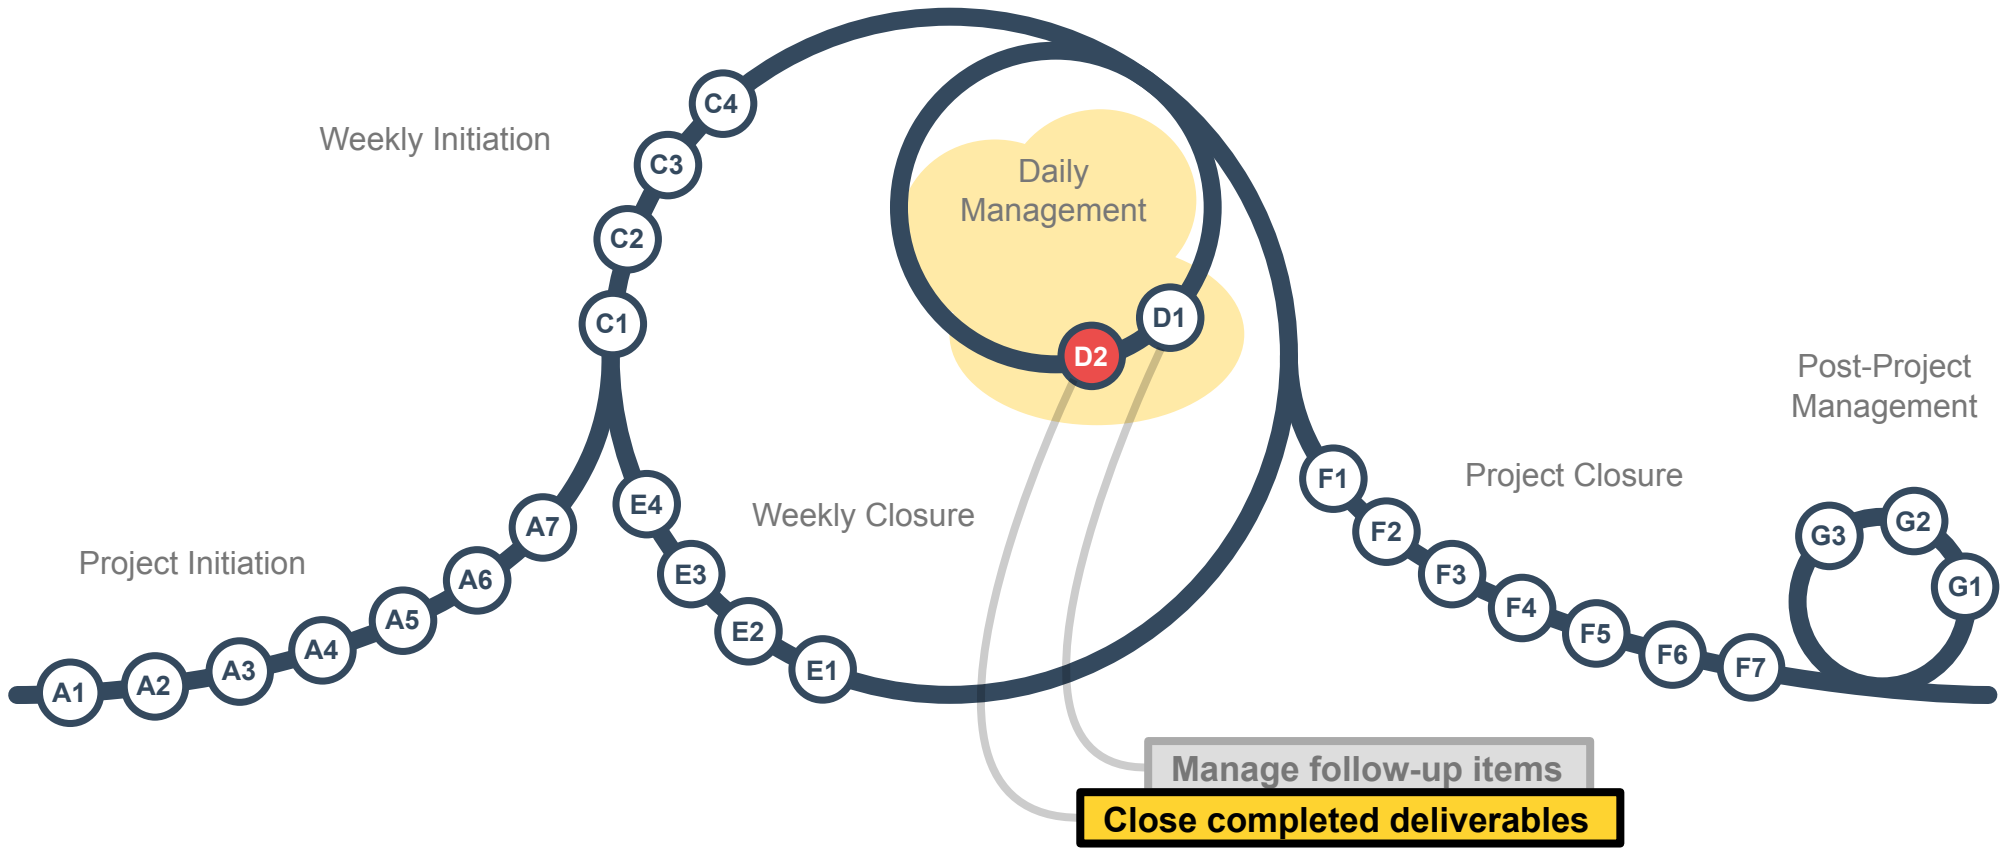 Project Initiation
A1
A2
A3
A4
A5
A6
A7
Weekly Initiation
C1
C2
C3
C4
Daily
Management
D1
D2
Weekly Closure
E1
E2
E3
E4
Project Closure
F1
F2
F3
F4
F5
F6
F7
Post-Project
Management
G1
G2
G3
Manage follow-up items
Close completed deliverables